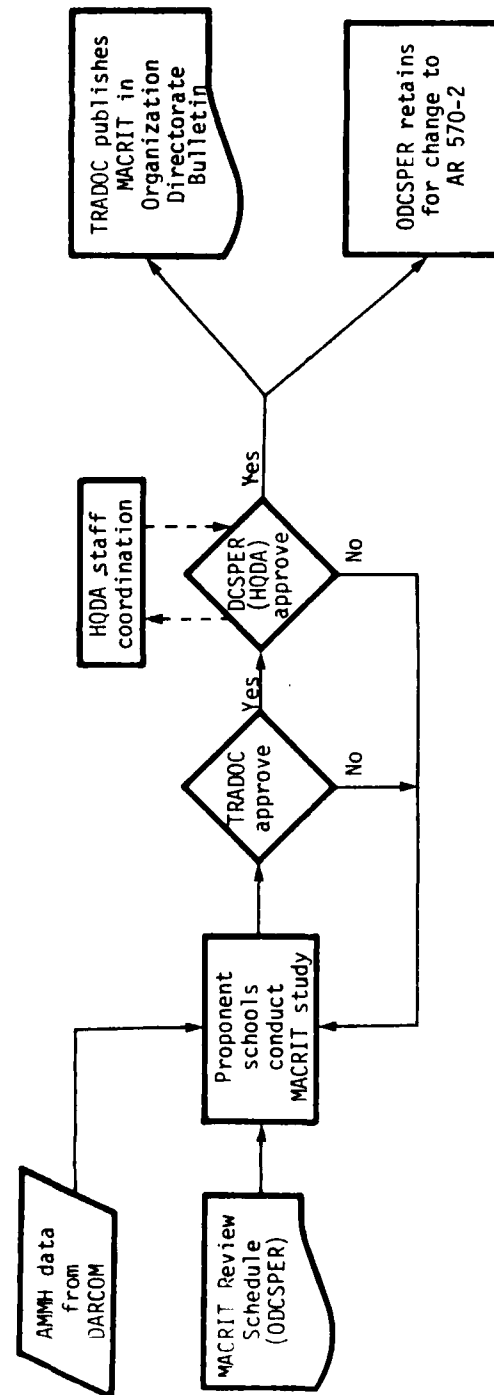 AMMH data
from
DARCOM
MACRIT Review
Schedule
(ODCSPER)
Proponent
schools
conduct
MACRIT study
TRADOC
approve
Yes
No
HQDA staff
coordination
DCSPER
(HQDA)
approve
Yes
No
TRADOC publishes
MACRIT in
Organization
Directorate
Bulletin
ODCSPER retains
for change to
AR 570-2